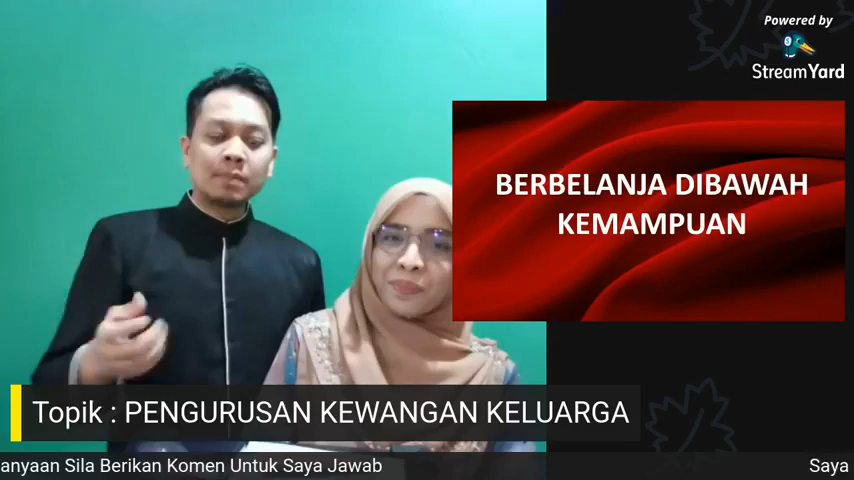 Powered by
StreamYard
BERBELANJA DIBAWAH
KEMAMPUAN
Topik : PENGURUSAN KEWANGAN KELUARGA
anyaan Sila Berikan Komen Untuk Saya Jawab
Saya